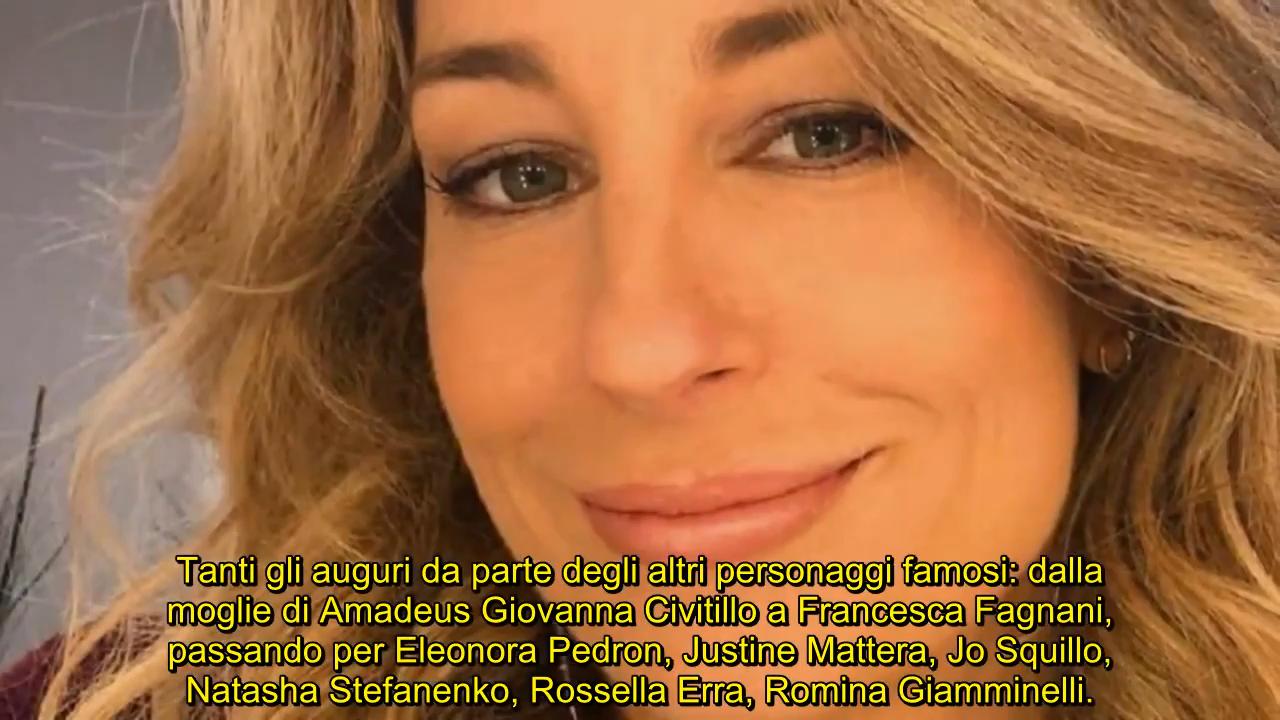 Tanti gli auguri da parte degli altri personaggi famosi: dalla
moglie di Amadeus Giovanna Civitillo a Francesca Fagnani,
passando per Eleonora Pedron, Justine Mattera, Jo Squillo,
Natasha Stefanenko, Rossella Erra, Romina Giamminelli.